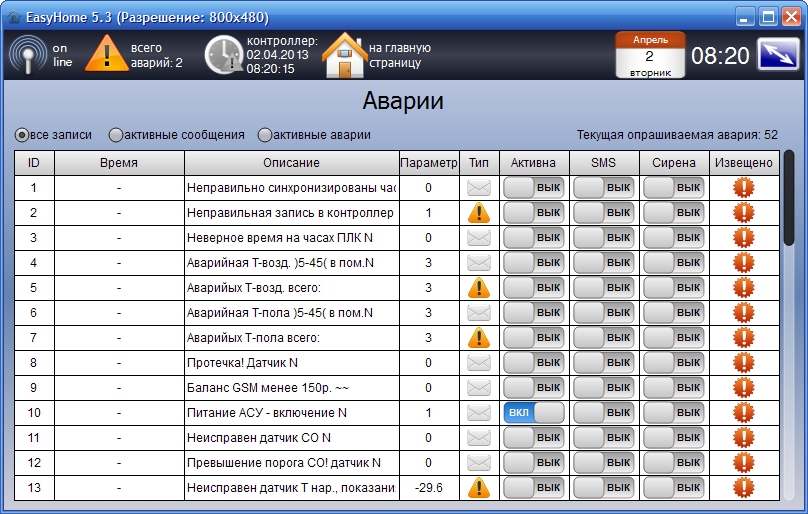 EasyHome 5.3 (Разрешение: 800x480)
on line
всего аварий: 2
контроллер: 02.04.2013 08:20:15
на главную страницу
Апрель 2 вторник
08:20
Аварии
все записи активные сообщения активные аварии Текущая опрашиваемая авария: 52
ID Время Описание Параметр Тип Активна SMS Сирена Извещено
1 - Неправильно синхронизированы час 0 ВЫК ВЫК ВЫК
2 - Неправильная запись в контроллер 1 ВЫК ВЫК ВЫК
3 - Неверное время на часах ПЛК N 0 ВЫК ВЫК ВЫК
4 - Аварийная Т-возд. )5-45( в пом.N 3 ВЫК ВЫК ВЫК
5 - Аварийых Т-возд. всего: 3 ВЫК ВЫК ВЫК
6 - Аварийная Т-пола )5-45( в пом.N 3 ВЫК ВЫК ВЫК
7 - Аварийых Т-пола всего: 3 ВЫК ВЫК ВЫК
8 - Протечка! Датчик N 0 ВЫК ВЫК ВЫК
9 - Баланс GSM менее 150р. ~~ 0 ВЫК ВЫК ВЫК
10 - Питание АСУ - включение N 1 ВКЛ ВЫК ВЫК
11 - Неисправен датчик СО N 0 ВЫК ВЫК ВЫК
12 - Превышение порога СО! датчик N 0 ВЫК ВЫК ВЫК
13 - Неисправен датчик Т нар., показани -29.6 ВЫК ВЫК ВЫК